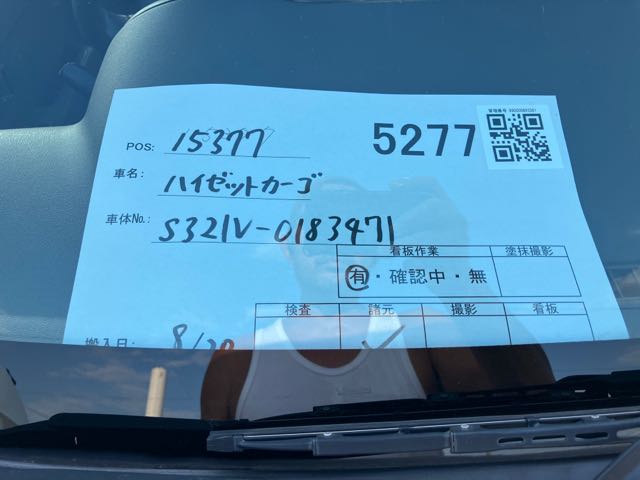 POS: 15377
5277
車名: ハイゼットカーゴ
車体No.: S321V-0183471
看板作業 塗抹撮影
有・確認中・無
検査 諸元 撮影 看板
搬入日: 8/20